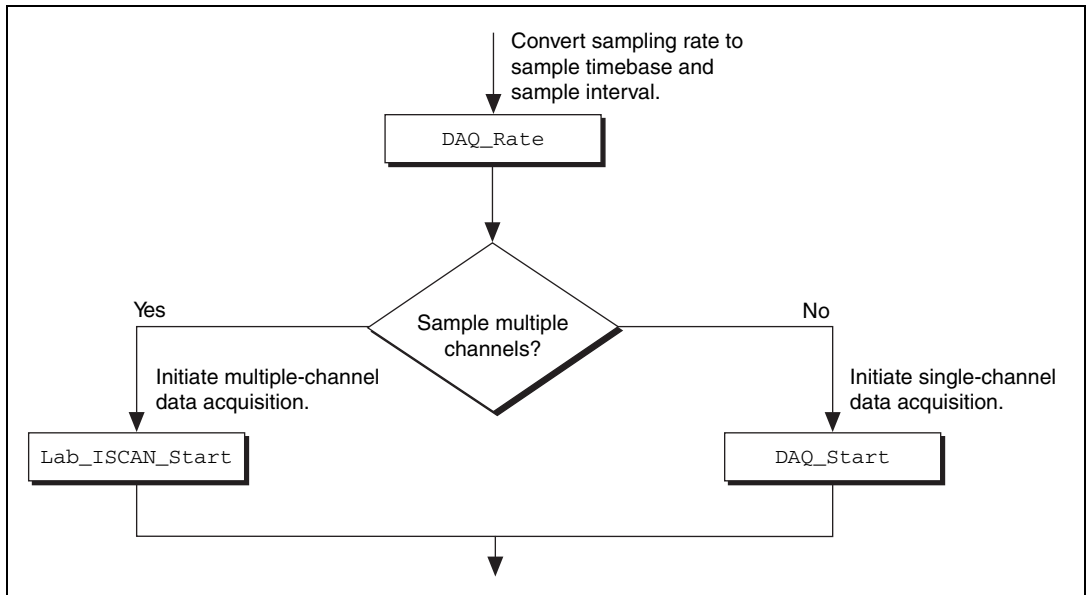 Convert sampling rate to
sample timebase and
sample interval.
DAQ_Rate
Yes
Sample multiple
channels?
No
Initiate multiple-channel
data acquisition.
Initiate single-channel
data acquisition.
Lab_ISCAN_Start
DAQ_Start